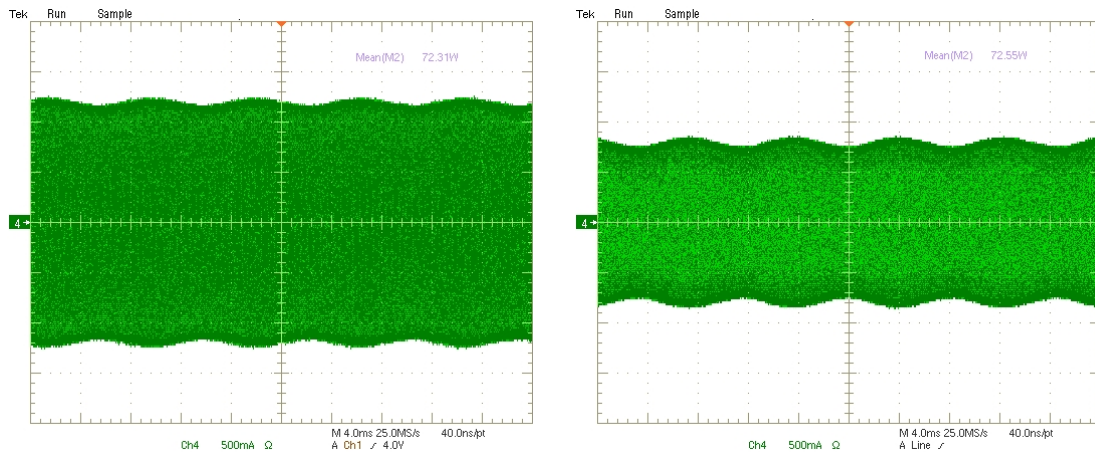 Tek Run Sample
Mean(M2) 72.31W
4
M 4.0ms 25.0MS/s 40.0ns/pt
Ch4 500mA Ω A Ch1 / 4.0V
Tek Run Sample
Mean(M2) 72.55W
4
M 4.0ms 25.0MS/s 40.0ns/pt
Ch4 500mA Ω A Line /